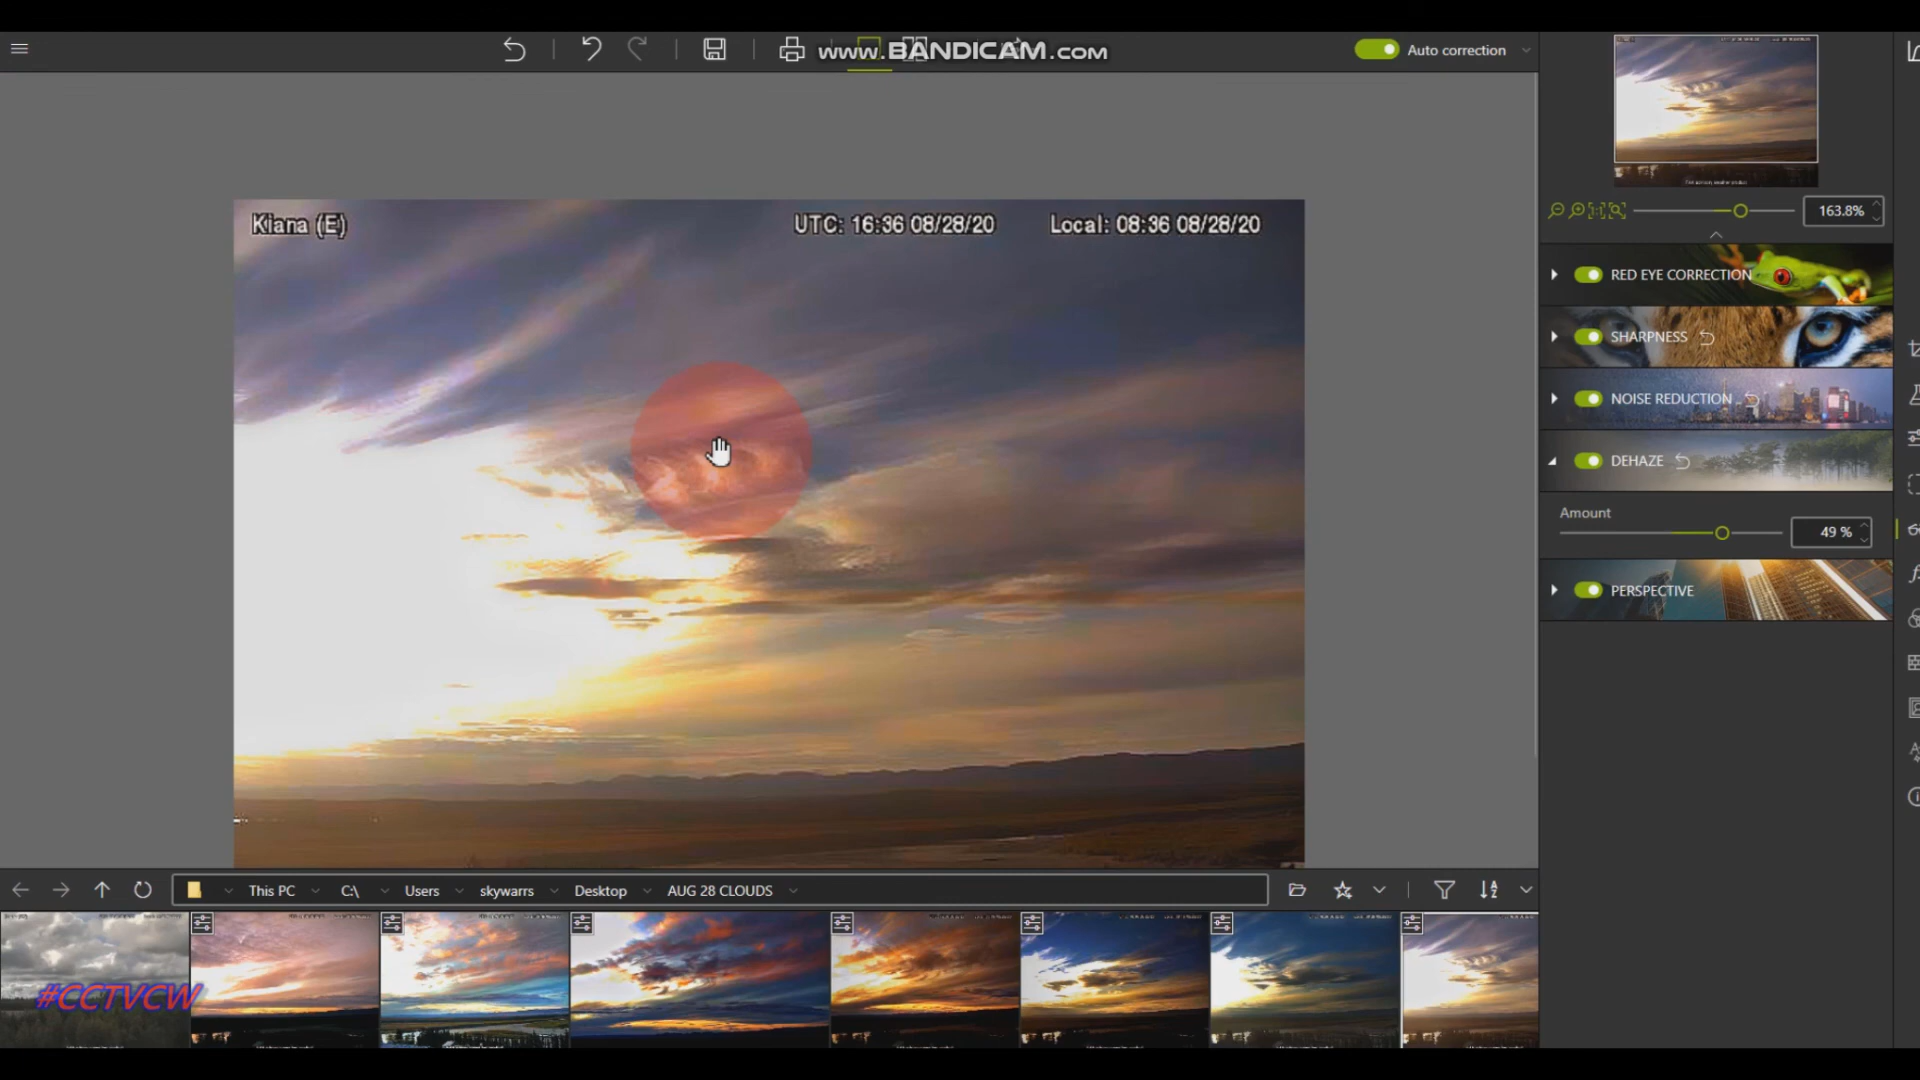 www.BANDICAM.com
Auto correction
Kiana (E)
UTC: 16:36 08/28/20
Local: 08:36 08/28/20
163.8%
RED EYE CORRECTION
SHARPNESS
NOISE REDUCTION
DEHAZE
Amount
49 %
PERSPECTIVE
This PC
C:\
Users
skywarrs
Desktop
AUG 28 CLOUDS
#CCTVCW